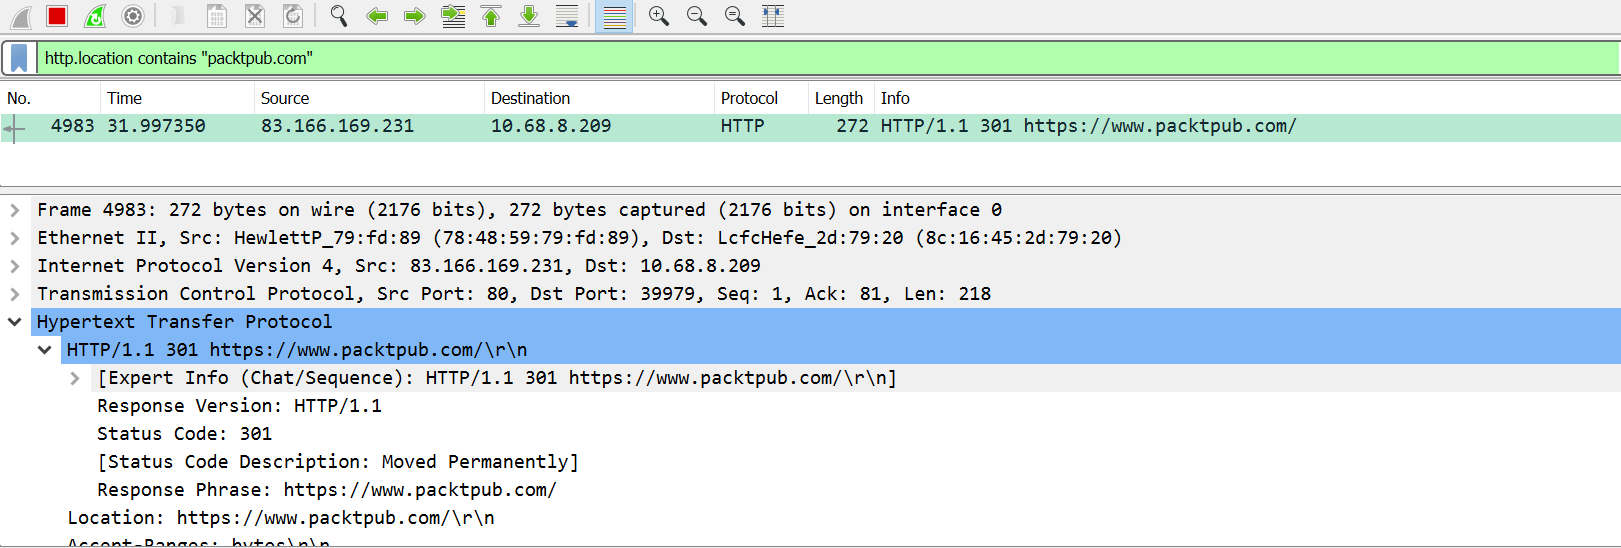 http.location contains "packtpub.com"
No. Time Source Destination Protocol Length Info
4983 31.997350 83.166.169.231 10.68.8.209 HTTP 272 HTTP/1.1 301 https://www.packtpub.com/
Frame 4983: 272 bytes on wire (2176 bits), 272 bytes captured (2176 bits) on interface 0
Ethernet II, Src: HewlettP_79:fd:89 (78:48:59:79:fd:89), Dst: LcfcHefe_2d:79:20 (8c:16:45:2d:79:20)
Internet Protocol Version 4, Src: 83.166.169.231, Dst: 10.68.8.209
Transmission Control Protocol, Src Port: 80, Dst Port: 39979, Seq: 1, Ack: 81, Len: 218
Hypertext Transfer Protocol
HTTP/1.1 301 https://www.packtpub.com/\r\n
[Expert Info (Chat/Sequence): HTTP/1.1 301 https://www.packtpub.com/\r\n]
Response Version: HTTP/1.1
Status Code: 301
[Status Code Description: Moved Permanently]
Response Phrase: https://www.packtpub.com/
Location: https://www.packtpub.com/\r\n
Accept-Ranges: bytes\r\n